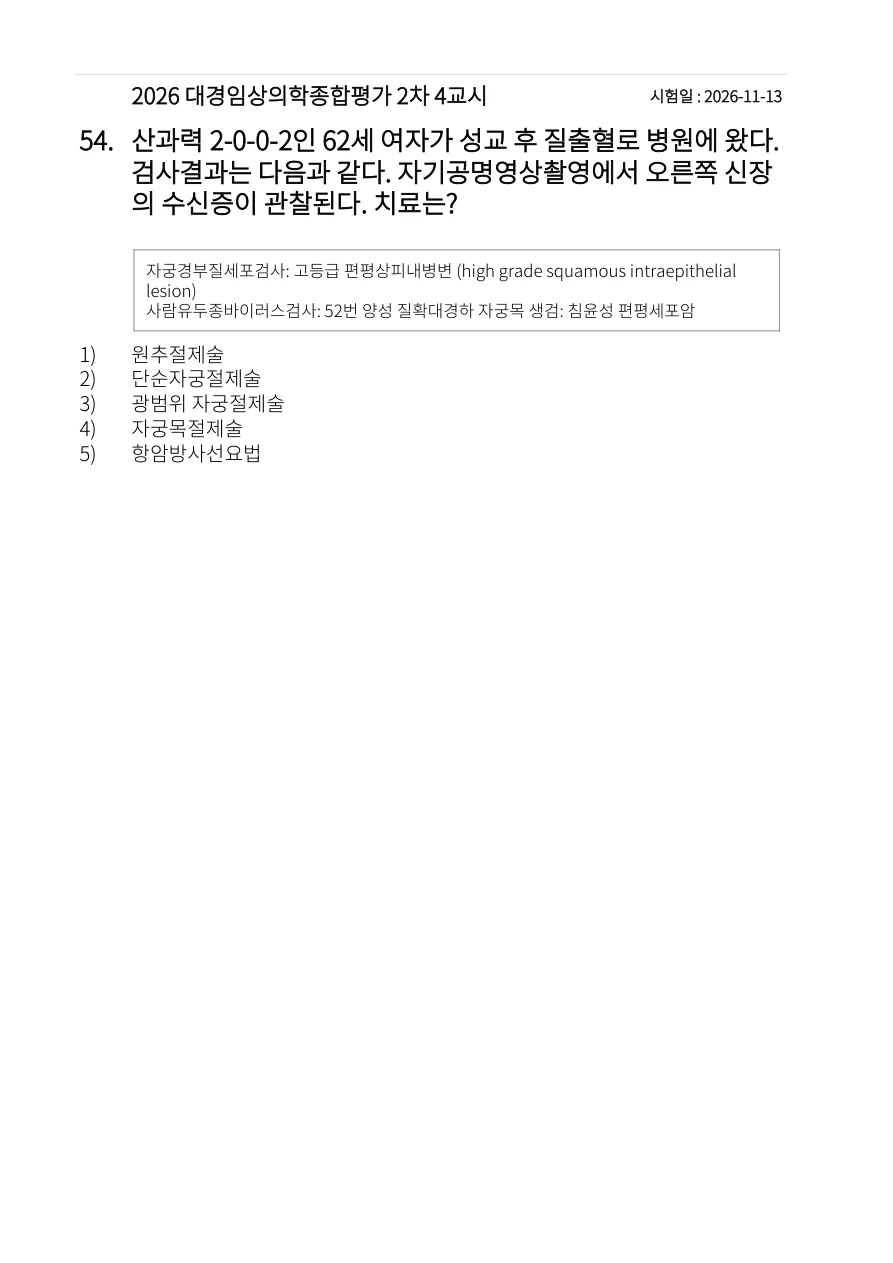 2026 대경임상의학종합평가 2차 4교시
시험일 : 2026-11-13
54. 산과력 2-0-0-2인 62세 여자가 성교 후 질출혈로 병원에 왔다.
검사결과는 다음과 같다. 자기공명영상촬영에서 오른쪽 신장
의 수신증이 관찰된다. 치료는?
자궁경부질세포검사: 고등급 편평상피내병변 (high grade squamous intraepithelial
lesion)
사람유두종바이러스검사: 52번 양성 질확대경하 자궁목 생검: 침윤성 편평세포암
1) 원추절제술
2) 단순자궁절제술
3) 광범위 자궁절제술
4) 자궁목절제술
5) 항암방사선요법